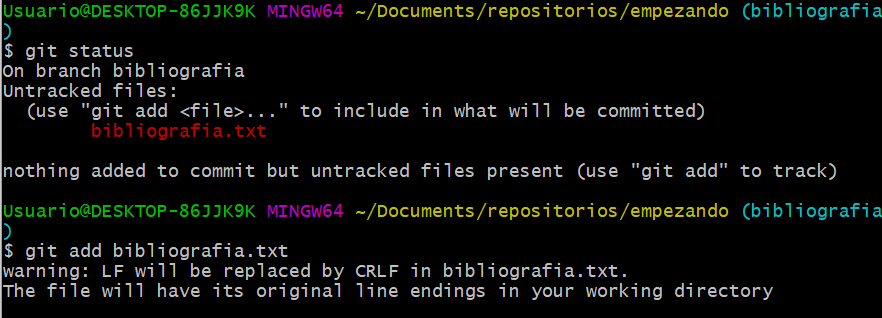 Usuario@DESKTOP-86JJK9K MINGW64 ~/Documents/repositorios/empezando (bibliografia
)
$ git status
On branch bibliografia
Untracked files:
  (use "git add <file>..." to include in what will be committed)
        bibliografia.txt

nothing added to commit but untracked files present (use "git add" to track)

Usuario@DESKTOP-86JJK9K MINGW64 ~/Documents/repositorios/empezando (bibliografia
)
$ git add bibliografia.txt
warning: LF will be replaced by CRLF in bibliografia.txt.
The file will have its original line endings in your working directory